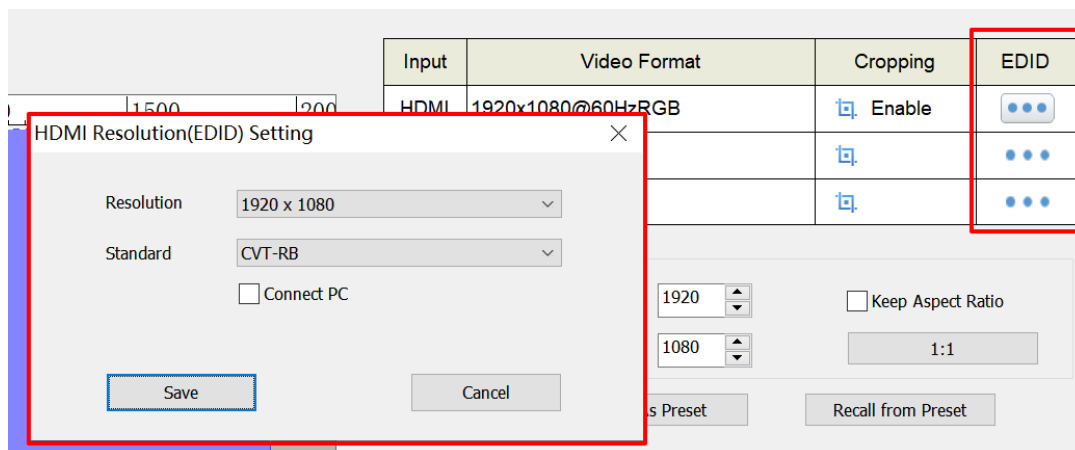 Input Video Format Cropping EDID
1500
HDMI 1920x1080@60HzRGB Enable
HDMI Resolution(EDID) Setting
Resolution 1920 x 1080
Standard CVT-RB
Connect PC
1920 Keep Aspect Ratio
1080 1:1
Save Cancel
Preset Recall from Preset